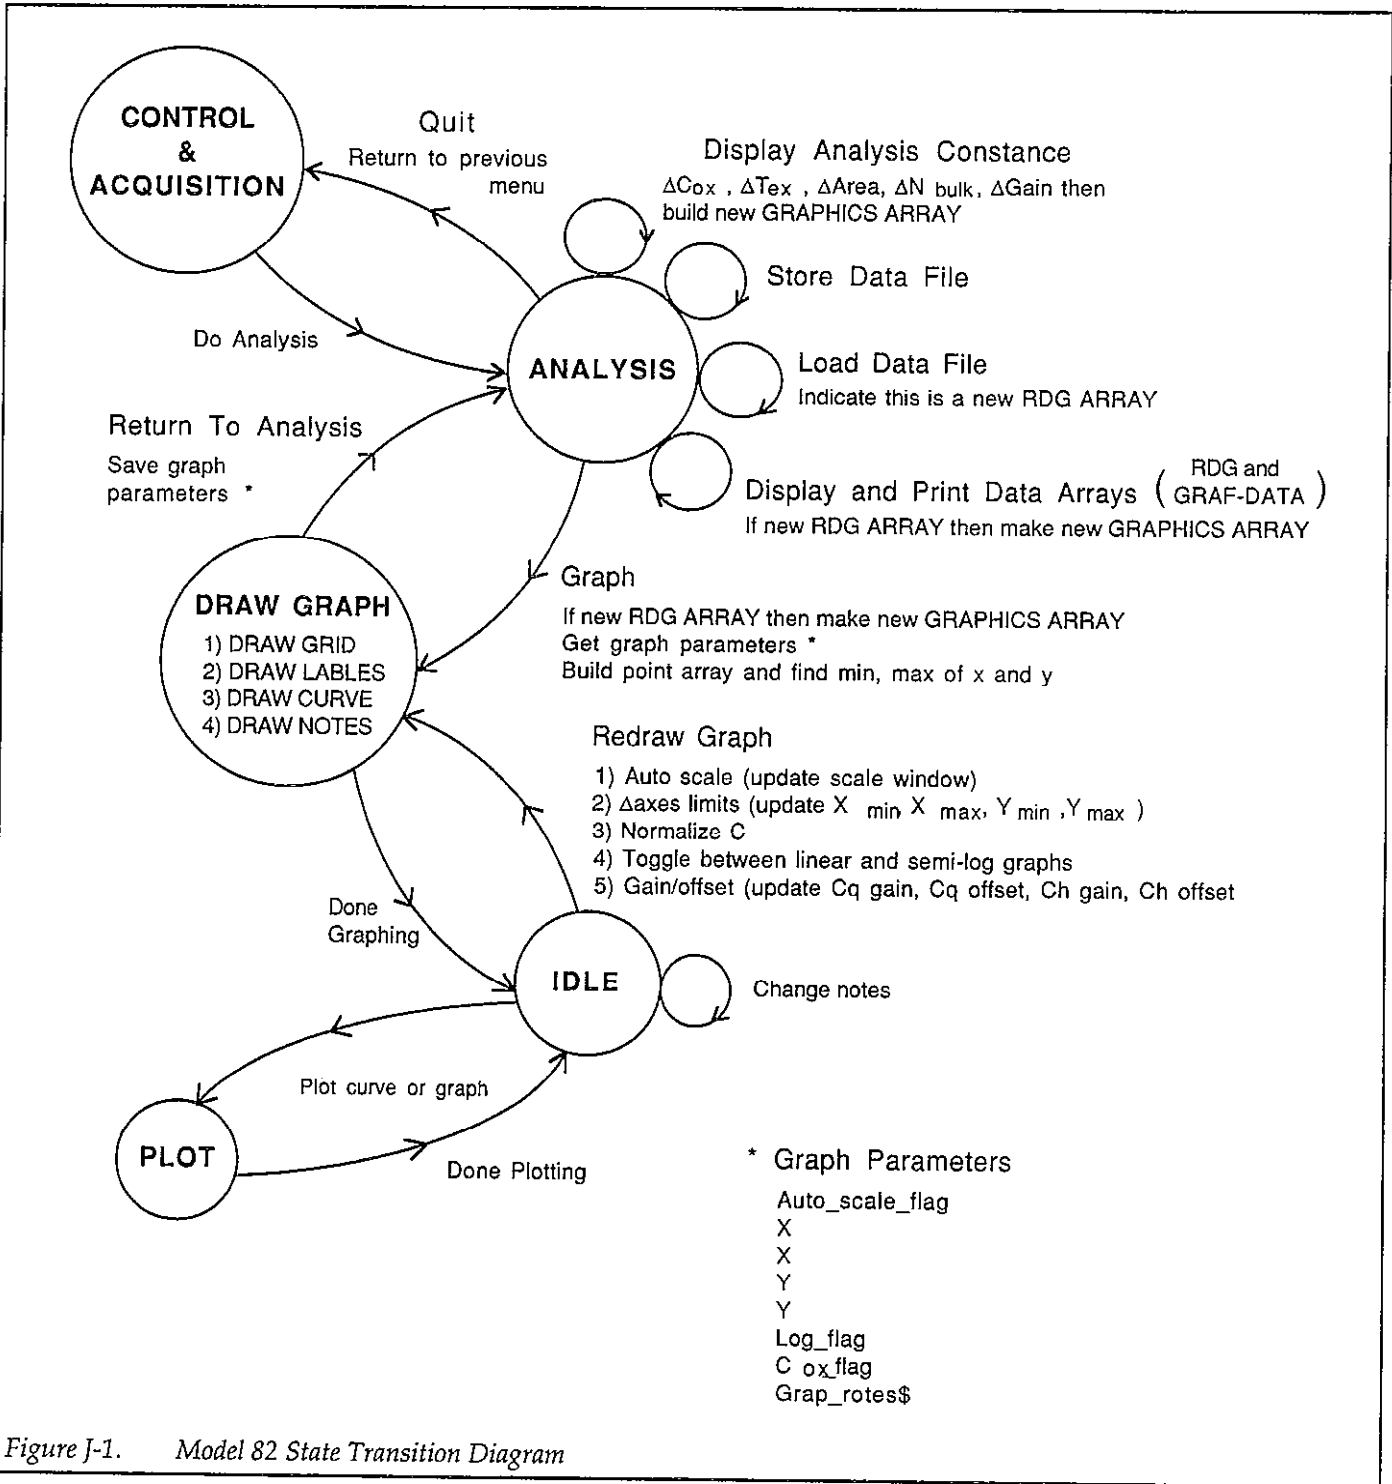 CONTROL
&
ACQUISITION
Quit
Return to previous
menu
Display Analysis Constance
ΔCox , ΔTex , ΔArea, ΔN bulk, ΔGain then
build new GRAPHICS ARRAY
Store Data File
Do Analysis
ANALYSIS
Load Data File
Indicate this is a new RDG ARRAY
Return To Analysis
Save graph
parameters *
Display and Print Data Arrays ( RDG and
GRAF-DATA )
If new RDG ARRAY then make new GRAPHICS ARRAY
Graph
If new RDG ARRAY then make new GRAPHICS ARRAY
Get graph parameters *
Build point array and find min, max of x and y
DRAW GRAPH
1) DRAW GRID
2) DRAW LABLES
3) DRAW CURVE
4) DRAW NOTES
Redraw Graph
1) Auto scale (update scale window)
2) Δaxes limits (update X min, X max, Y min ,Y max )
3) Normalize C
4) Toggle between linear and semi-log graphs
5) Gain/offset (update Cq gain, Cq offset, Ch gain, Ch offset
Done
Graphing
IDLE
Change notes
Plot curve or graph
PLOT
Done Plotting
* Graph Parameters
Auto_scale_flag
X
X
Y
Y
Log_flag
C ox_flag
Grap_rotes$
Figure J-1. Model 82 State Transition Diagram